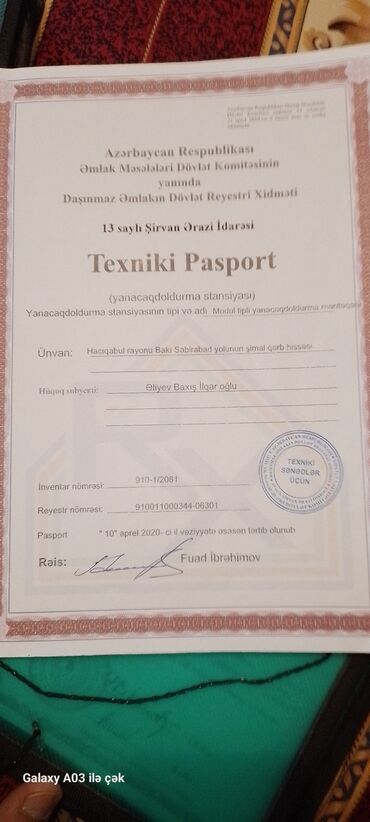 Azərbaycan Respublikası
Əmlak Məsələləri Dövlət Komitəsinin
yanında
Daşınmaz Əmlakın Dövlət Reyestri Xidməti
13 saylı Şirvan Ərazi İdarəsi
Texniki Pasport
(yanacaqdoldurma stansiyası)
Yanacaqdoldurma stansiyasının tipi və adı Modul tipli yanacaqdoldurma məntəqəsi
Ünvan: Hacıqabul rayonu Bakı Sabirabad yolunun şimal qərb hissəsi
Hüquq subyekti: Əliyev Baxış İlqar oğlu
TEXNİKİ
SƏNƏDLƏR
ÜÇÜN
İnventar nömrəsi: 910-1/2081
Reyestr nömrəsi: 910011000344-06301
Pasport " 10" aprel 2020- ci il vəziyyətə əsasən tərtib olunub
Rəis: Fuad İbrəhimov
Galaxy A03 ilə çək